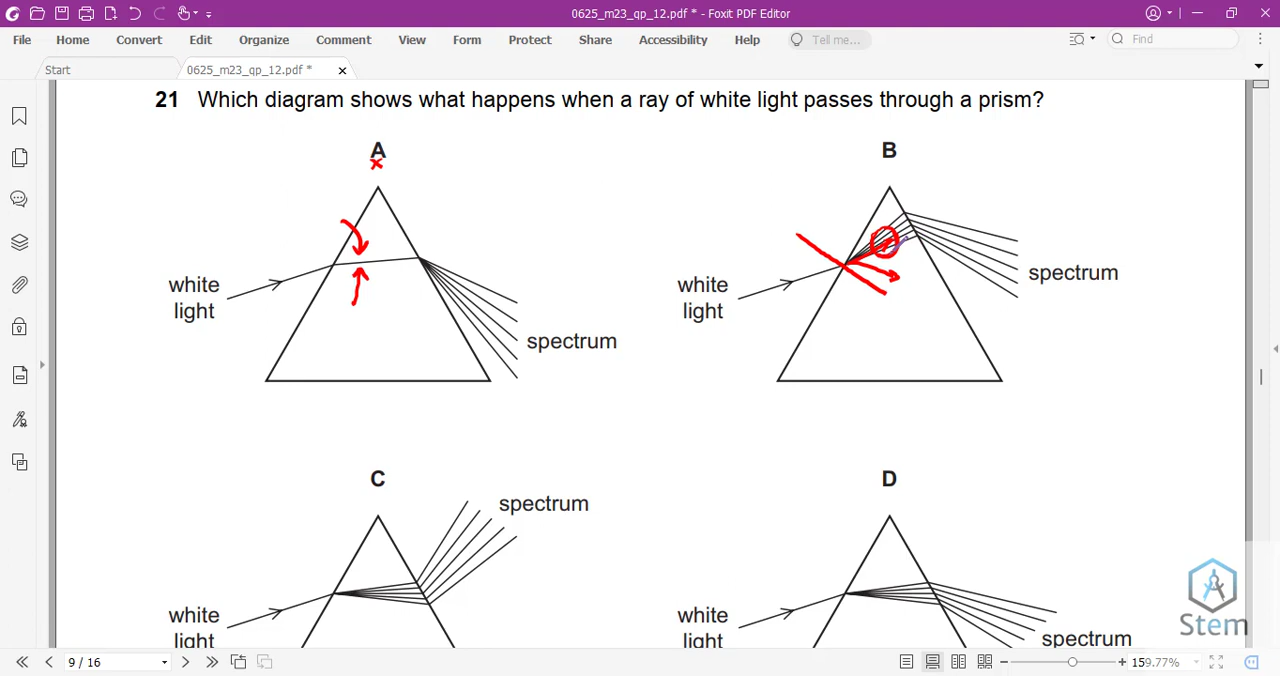 0625_m23_qp_12.pdf * - Foxit PDF Editor
File Home Convert Edit Organize Comment View Form Protect Share Accessibility Help Tell me... Find
Start 0625_m23_qp_12.pdf *
21 Which diagram shows what happens when a ray of white light passes through a prism?
A
B
white
light
spectrum
white
light
spectrum
C
D
spectrum
white
light
white
light
spectrum
Stem
9 / 16
159.77%